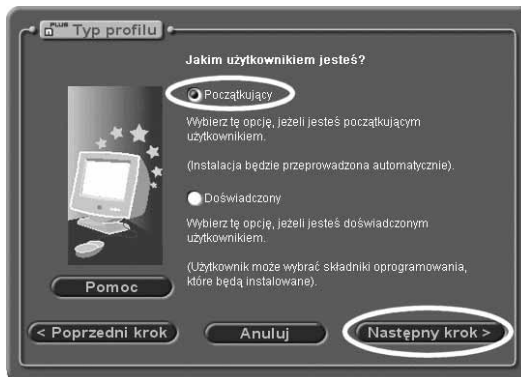 PLUR Typ profilu
Jakim użytkownikiem jesteś?
Początkujący
Wybierz tę opcję, jeżeli jesteś początkującym
użytkownikiem.
(Instalacja będzie przeprowadzona automatycznie).
Doświadczony
Wybierz tę opcję, jeżeli jesteś doświadczonym
użytkownikiem.
(Użytkownik może wybrać składniki oprogramowania,
które będą instalowane).
Pomoc
< Poprzedni krok
Anuluj
Następny krok >